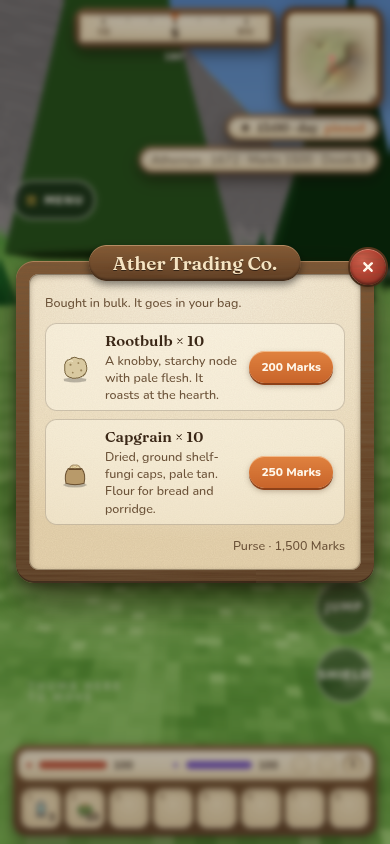 MENU
Ather Trading Co.
×
Bought in bulk. It goes in your bag.
Rootbulb × 10
A knobby, starchy node
with pale flesh. It
roasts at the hearth.
200 Marks
Capgrain × 10
Dried, ground shelf-
fungi caps, pale tan.
Flour for bread and
porridge.
250 Marks
Purse · 1,500 Marks
JUMP